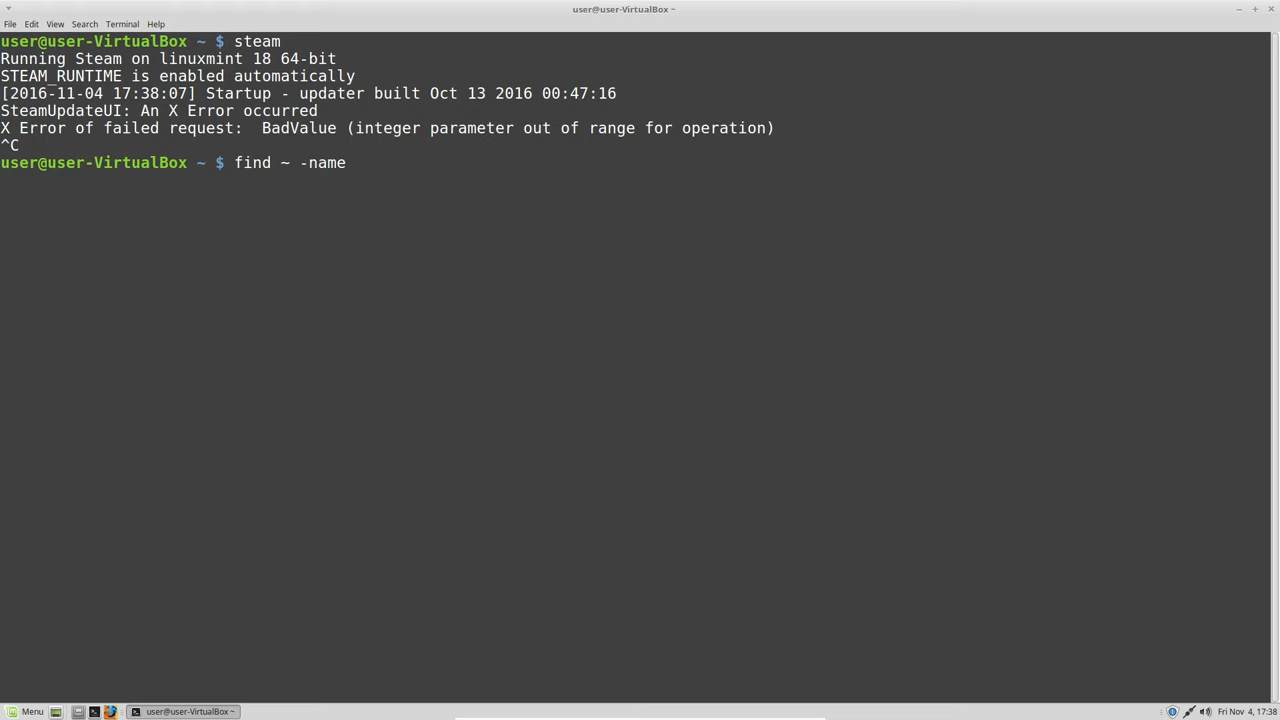 user@user-VirtualBox ~
File Edit View Search Terminal Help
user@user-VirtualBox ~ $ steam
Running Steam on linuxmint 18 64-bit
STEAM_RUNTIME is enabled automatically
[2016-11-04 17:38:07] Startup - updater built Oct 13 2016 00:47:16
SteamUpdateUI: An X Error occurred
X Error of failed request:  BadValue (integer parameter out of range for operation)
^C
user@user-VirtualBox ~ $ find ~ -name
Menu user@user-VirtualBox ~ Fri Nov 4, 17:38